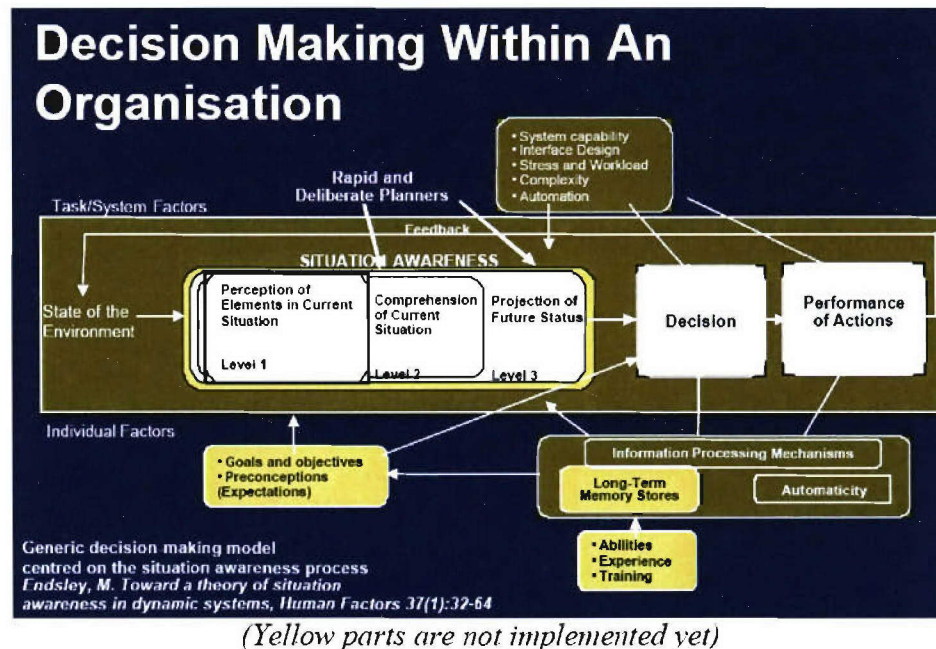 Decision Making Within An
Organisation
• System capability
• Interface Design
• Stress and Workload
• Complexity
• Automation
Rapid and
Deliberate Planners
Task/System Factors
Feedback
SITUATION AWARENESS
State of the
Environment
Perception of
Elements in Current
Situation
Level 1
Comprehension
of Current
Situation
Level 2
Projection of
Future Status
Level 3
Decision
Performance
of Actions
Individual Factors
• Goals and objectives
• Preconceptions
(Expectations)
Information Processing Mechanisms
Long-Term
Memory Stores
Automaticity
• Abilities
• Experience
• Training
Generic decision making model
centred on the situation awareness process
Endsley, M. Toward a theory of situation
awareness in dynamic systems, Human Factors 37(1):32-64
(Yellow parts are not implemented yet)